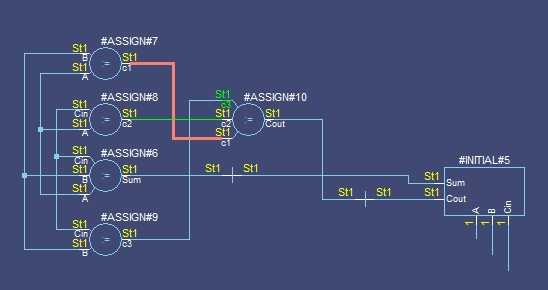 #ASSIGN#7
St1
B
St1
A
:=
St1
c1
#ASSIGN#8
St1
Cin
St1
A
:=
St1
c2
#ASSIGN#10
St1
c3
St1
c2
St1
c1
:=
St1
Cout
#ASSIGN#6
St1
Cin
St1
B
St1
A
:=
St1
Sum
St1
St1
#ASSIGN#9
St1
Cin
St1
B
:=
St1
c3
St1
St1
#INITIAL#5
St1
Sum
St1
Cout
A
B
Cin
1
1
1